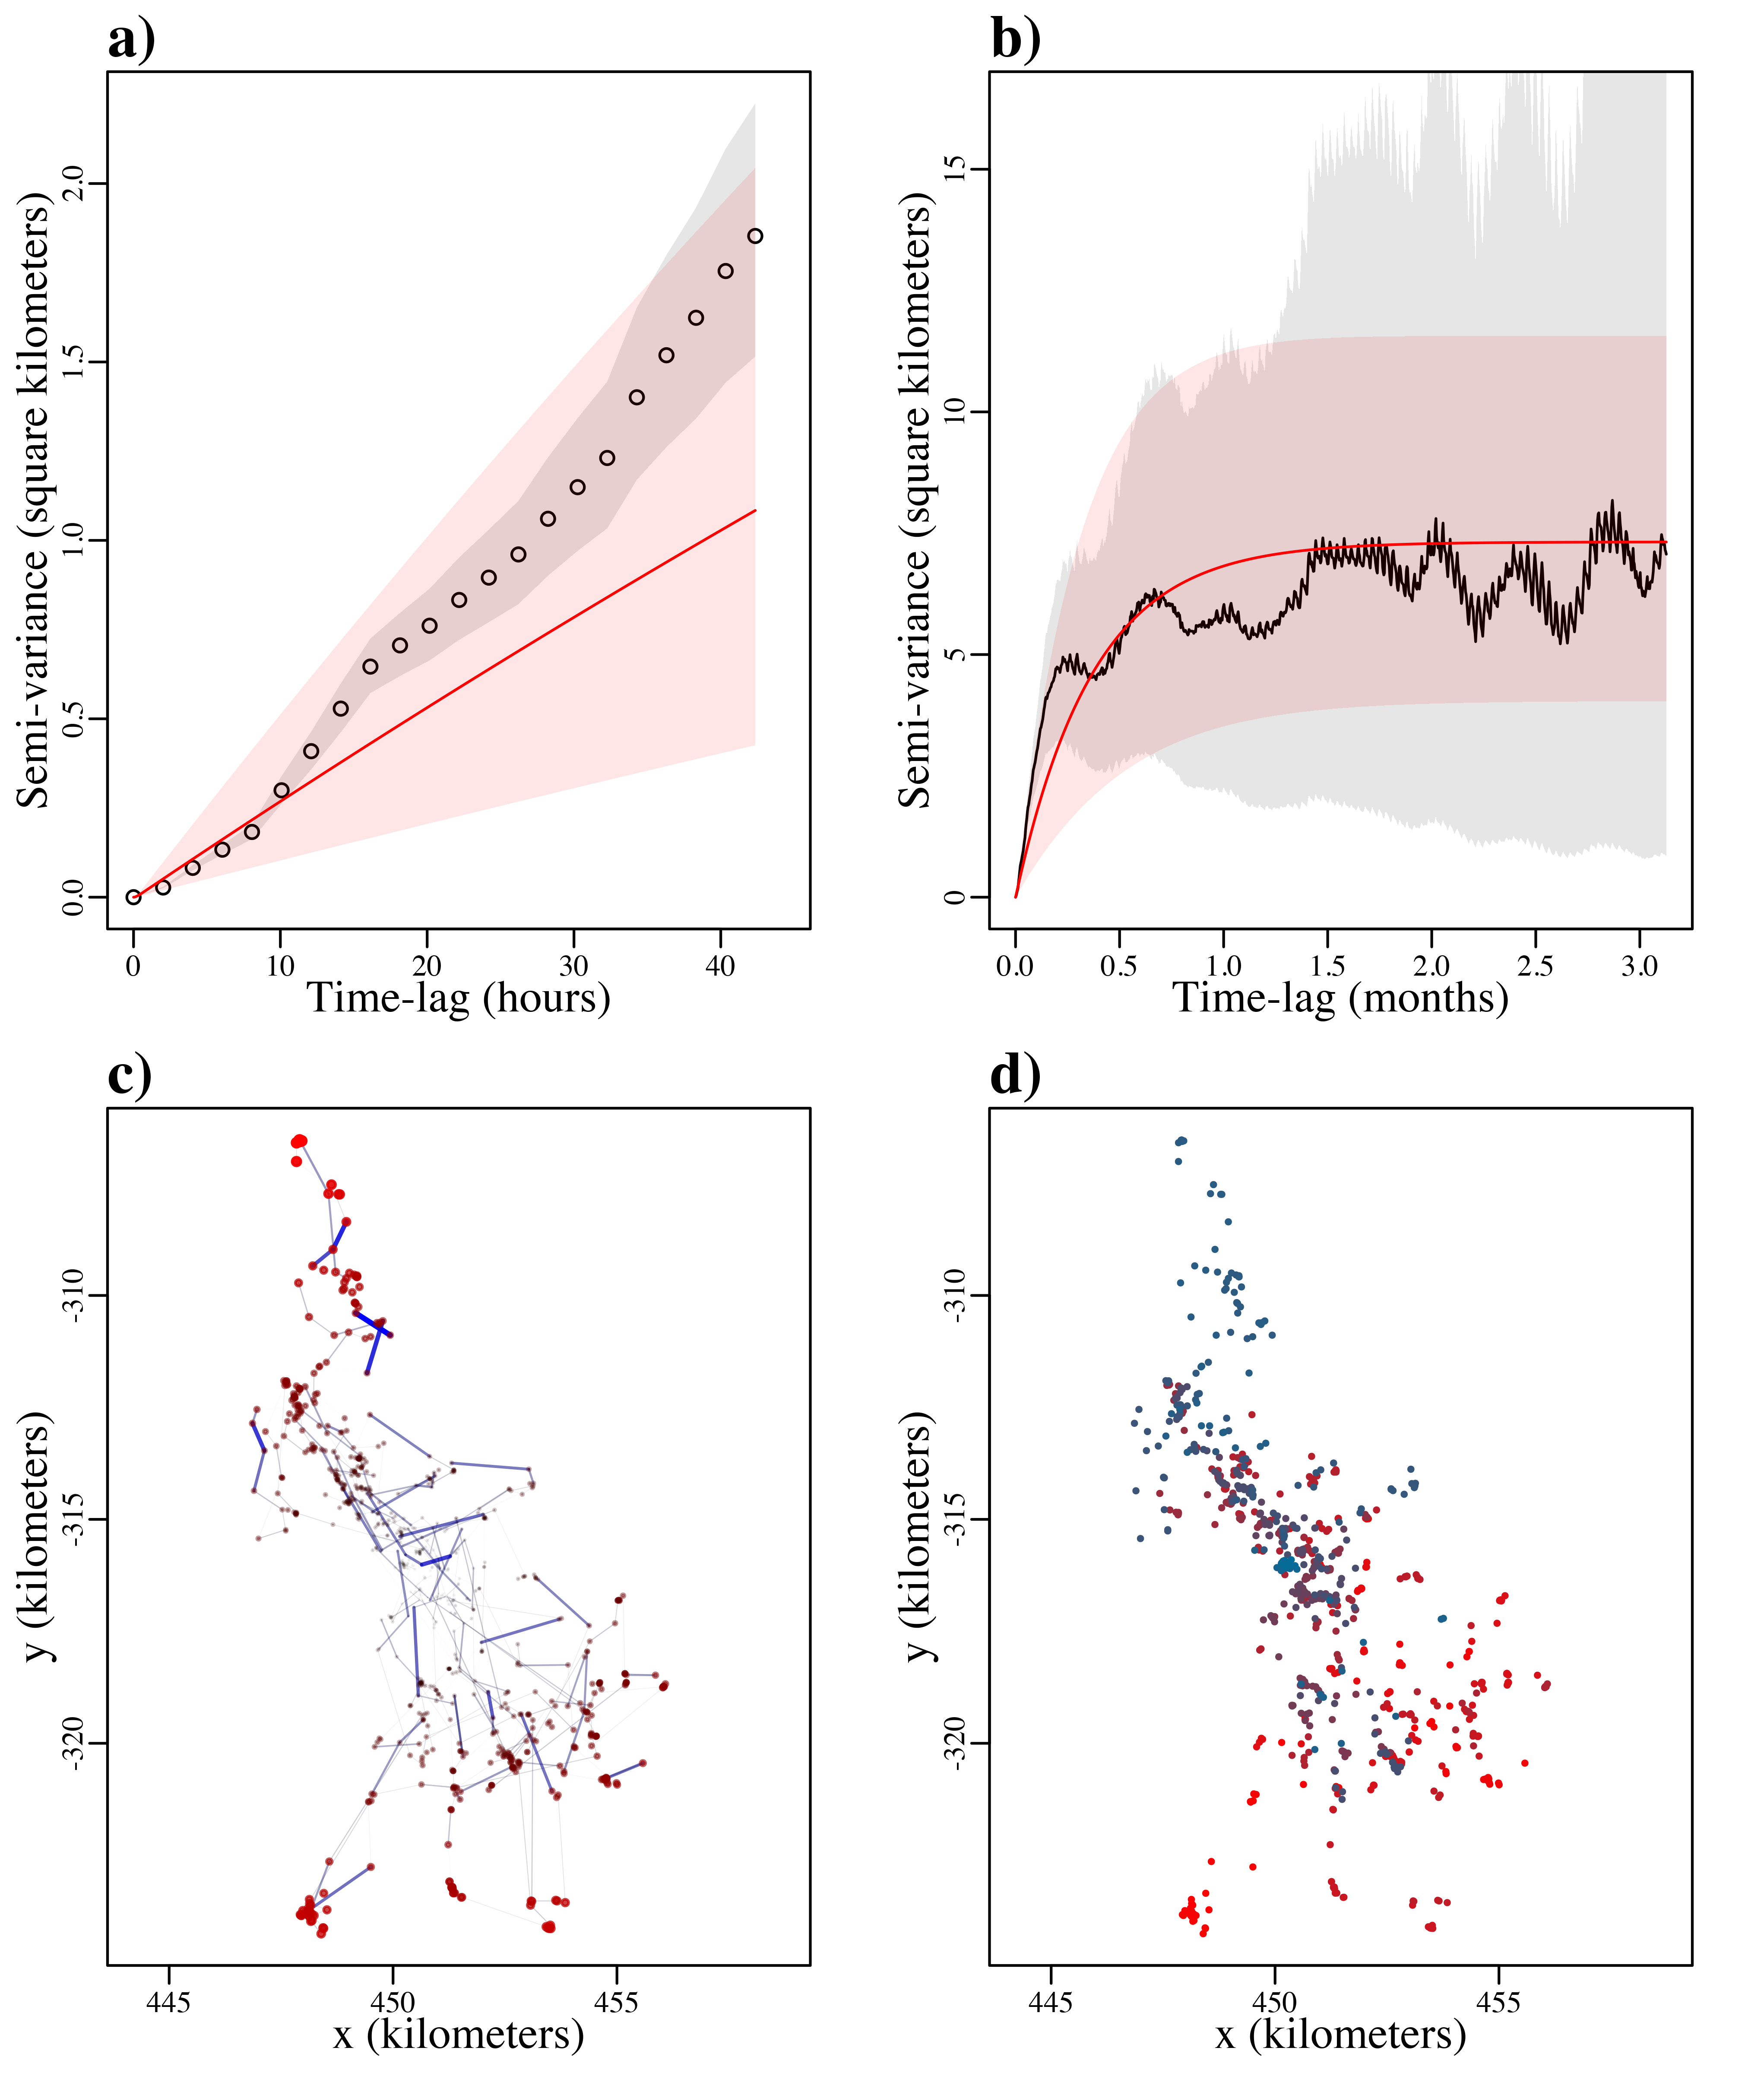 a)
Semi-variance (square kilometers)
2.0
1.5
1.0
0.5
0.0
0 10 20 30 40
Time-lag (hours)
b)
Semi-variance (square kilometers)
15
10
5
0
0.0 0.5 1.0 1.5 2.0 2.5 3.0
Time-lag (months)
c)
y (kilometers)
-310
-315
-320
445 450 455
x (kilometers)
d)
y (kilometers)
-310
-315
-320
445 450 455
x (kilometers)